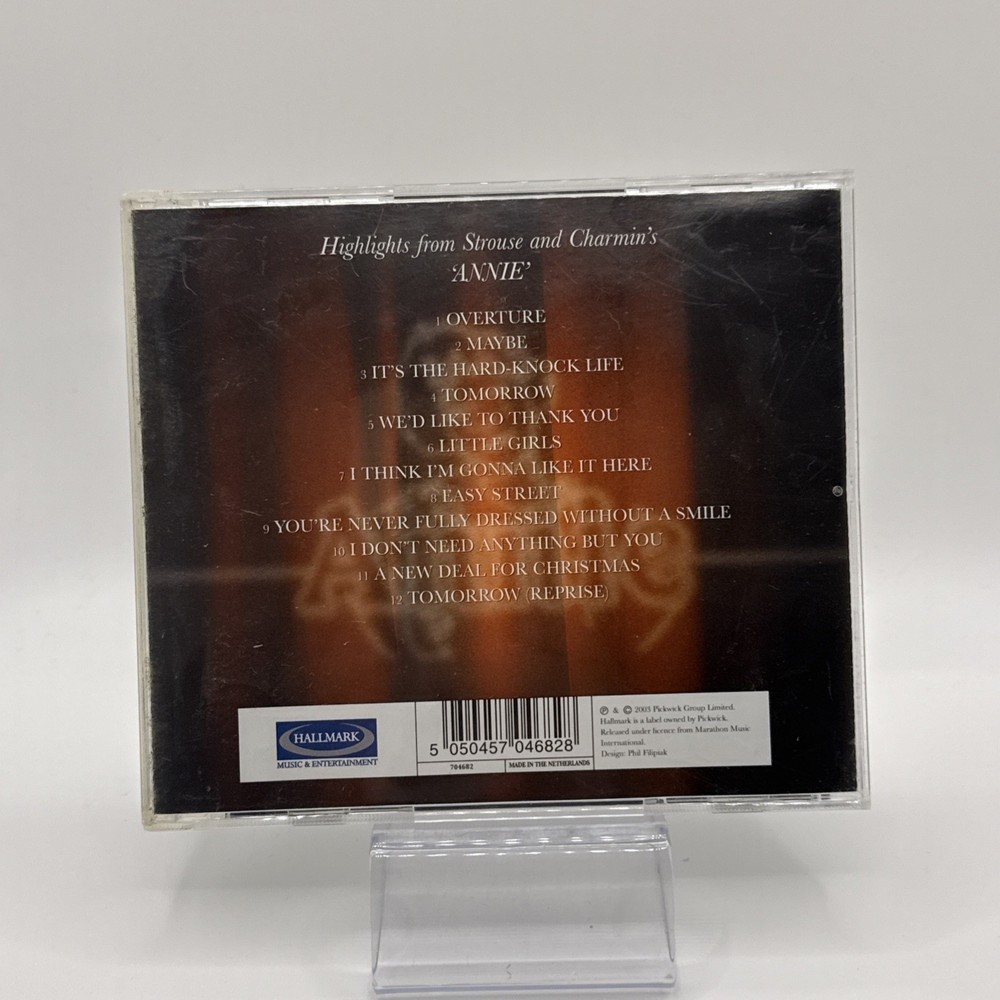 Highlights from Strouse and Charmin's
'ANNIE'
1 OVERTURE
2 MAYBE
3 IT'S THE HARD-KNOCK LIFE
4 TOMORROW
5 WE'D LIKE TO THANK YOU
6 LITTLE GIRLS
7 I THINK I'M GONNA LIKE IT HERE
8 EASY STREET
9 YOU'RE NEVER FULLY DRESSED WITHOUT A SMILE
10 I DON'T NEED ANYTHING BUT YOU
11 A NEW DEAL FOR CHRISTMAS
12 TOMORROW (REPRISE)
HALLMARK
MUSIC & ENTERTAINMENT
5 050457 046828
704682
MADE IN THE NETHERLANDS
℗ & © 2003 Pickwick Group Limited.
Hallmark is a label owned by Pickwick.
Released under licence from Marathon Music
International.
Design: Phil Filipiak